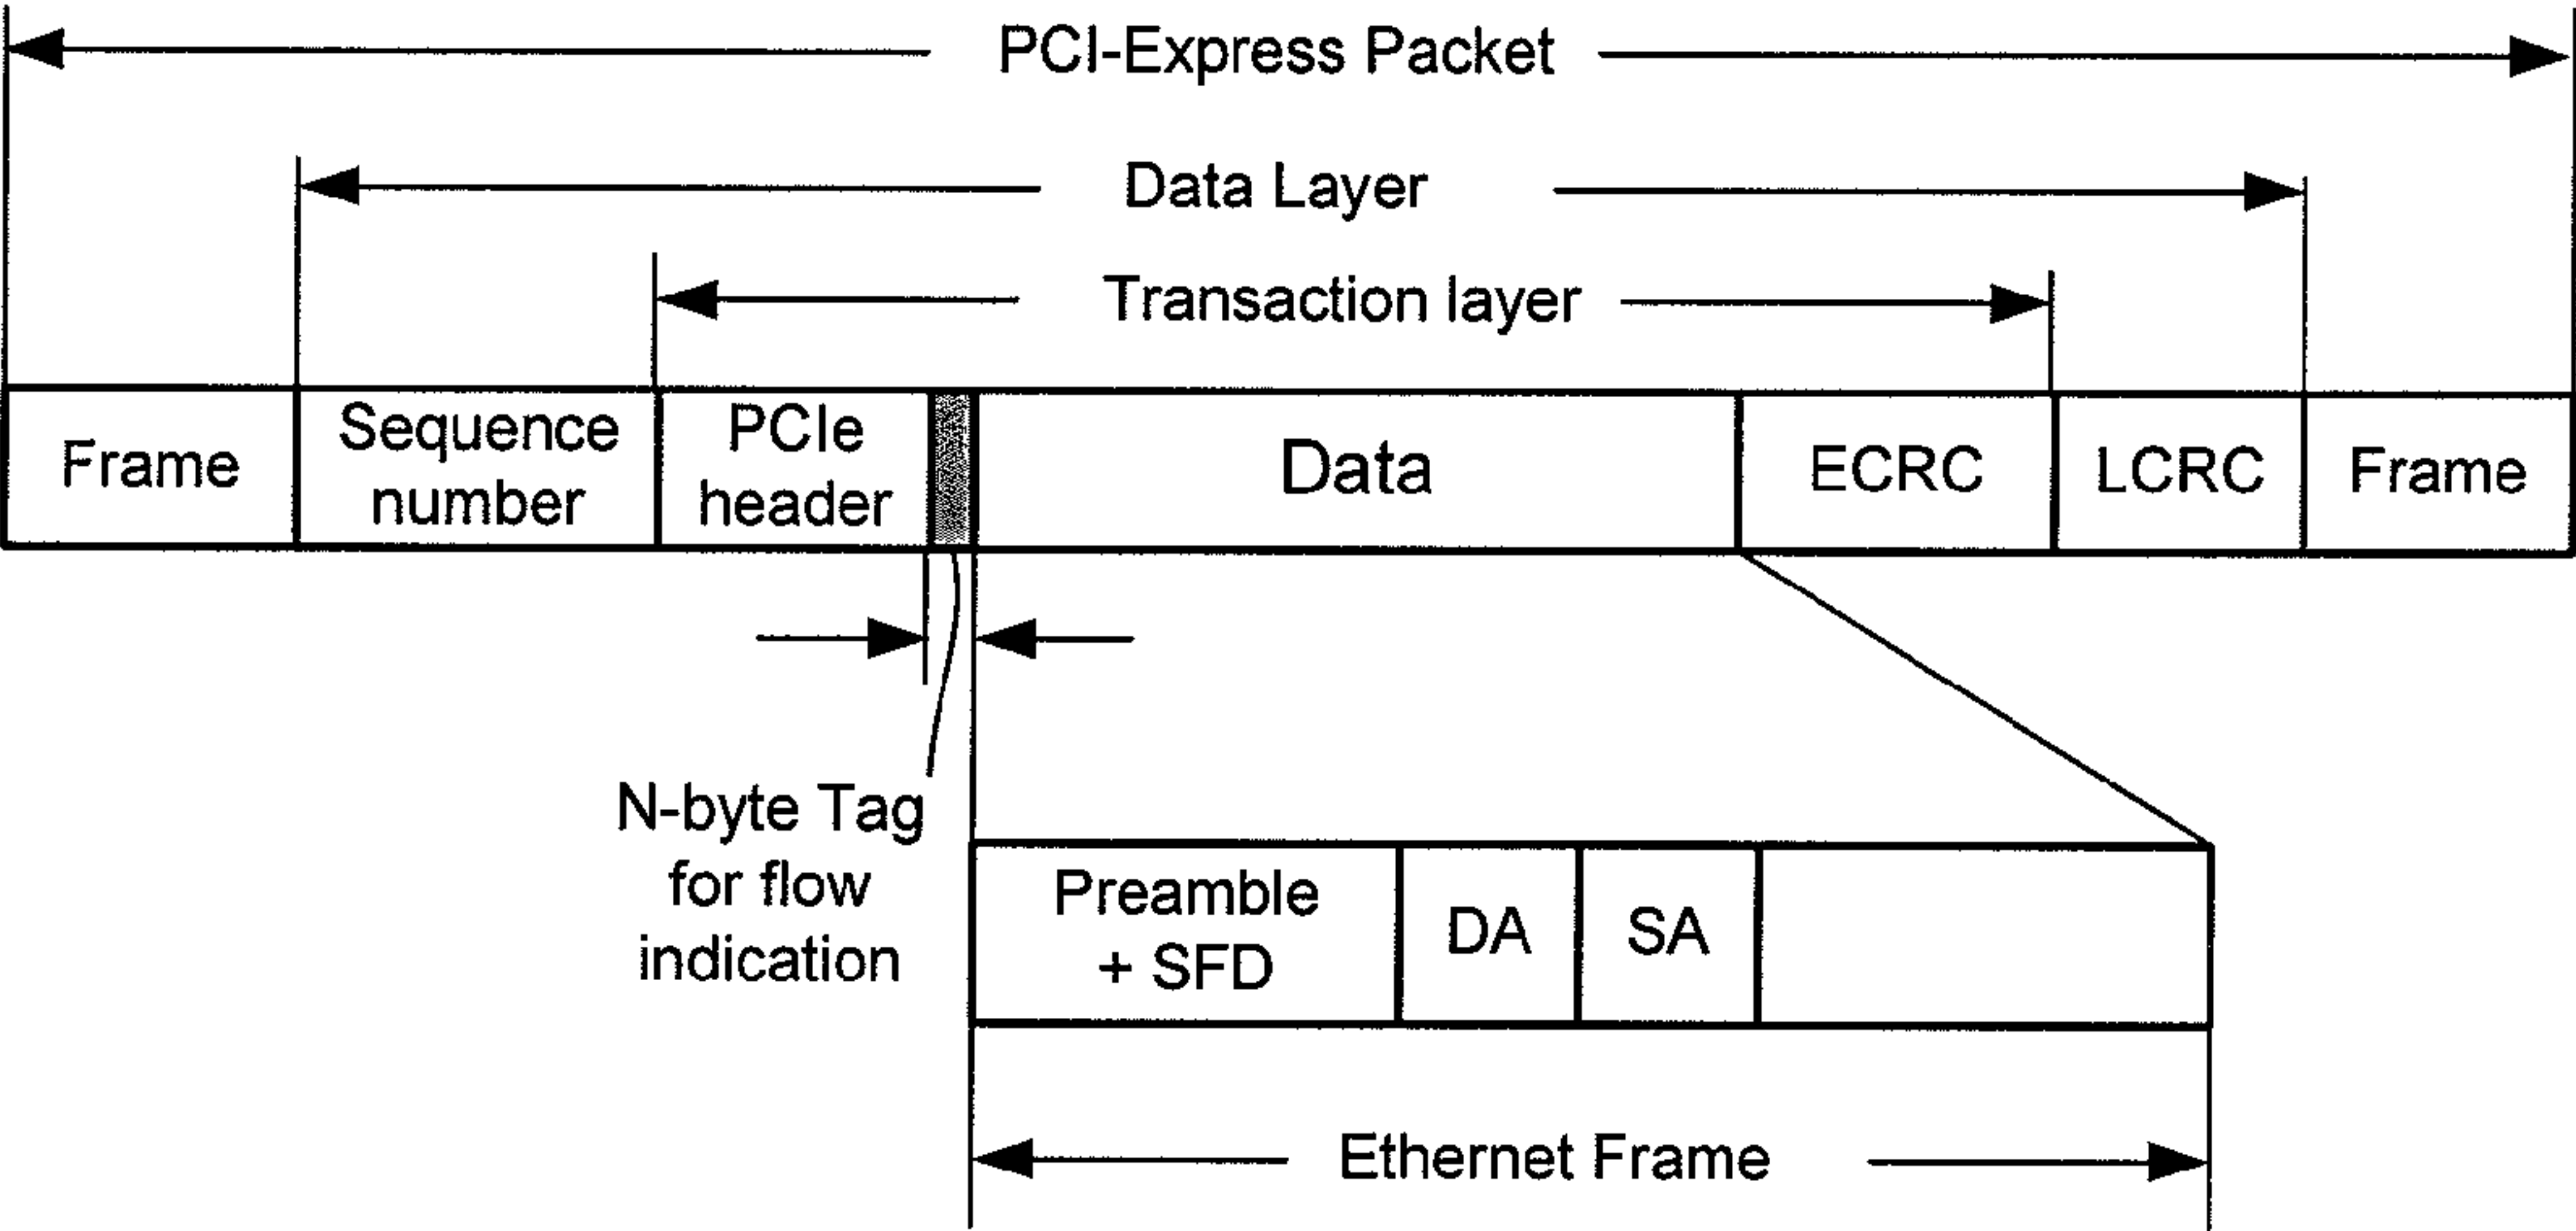 PCI-Express Packet
Data Layer
Transaction layer
Frame
Sequence
number
PCIe
header
Data
ECRC
LCRC
Frame
N-byte Tag
for flow
indication
Preamble
+ SFD
DA
SA
Ethernet Frame